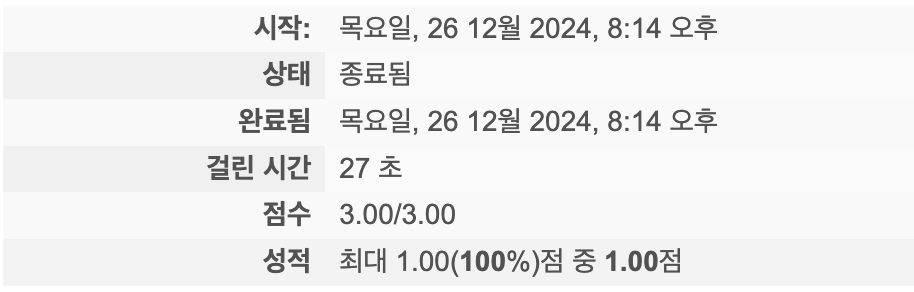 시작: 목요일, 26 12월 2024, 8:14 오후
상태 종료됨
완료됨 목요일, 26 12월 2024, 8:14 오후
걸린 시간 27 초
점수 3.00/3.00
성적 최대 1.00(100%)점 중 1.00점